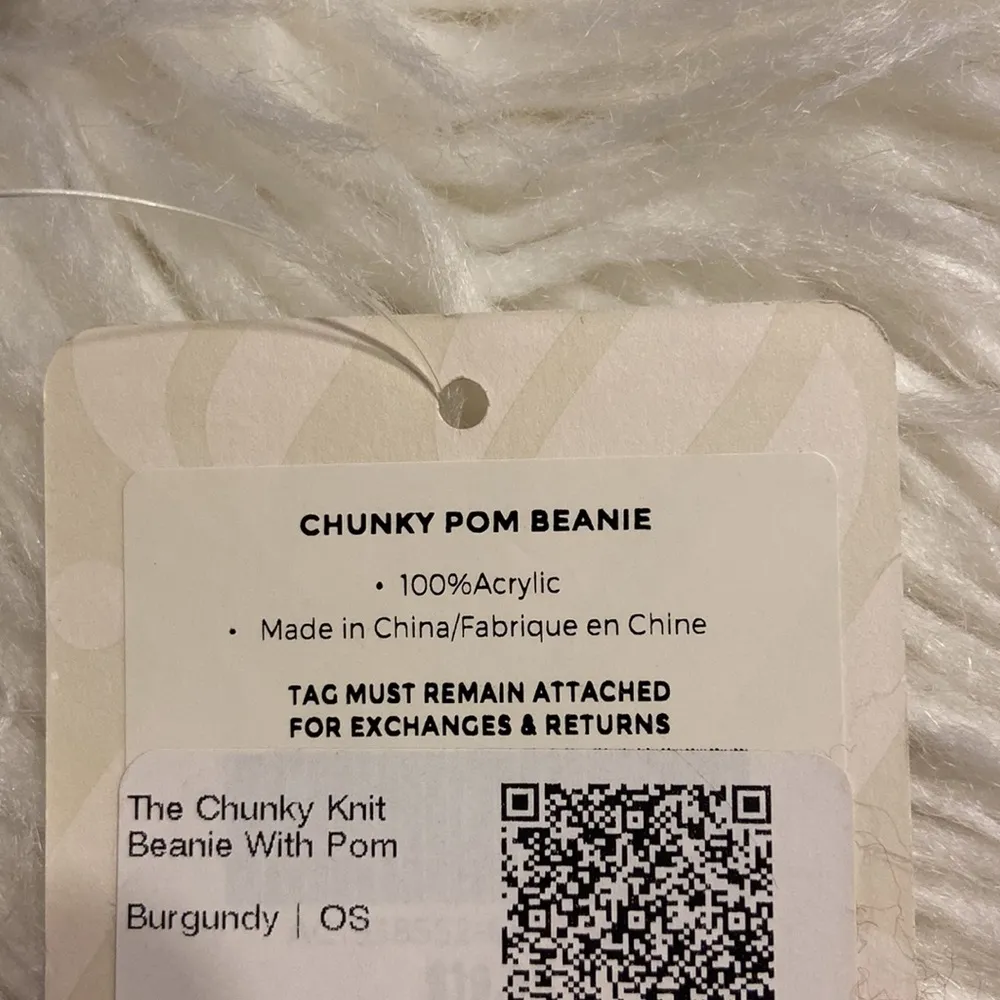 CHUNKY POM BEANIE
• 100%Acrylic
• Made in China/Fabrique en Chine
TAG MUST REMAIN ATTACHED
FOR EXCHANGES & RETURNS
The Chunky Knit
Beanie With Pom
Burgundy | OS